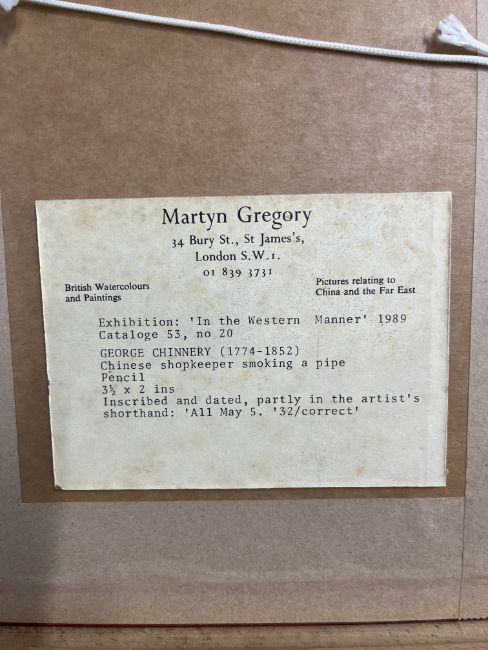 Martyn Gregory
34 Bury St., St James's,
London S.W.1.
01 839 3731
British Watercolours
and Paintings
Pictures relating to
China and the Far East
Exhibition: 'In the Western Manner' 1989
Cataloge 53, no 20
GEORGE CHINNERY (1774-1852)
Chinese shopkeeper smoking a pipe
Pencil
3½ x 2 ins
Inscribed and dated, partly in the artist's
shorthand: 'All May 5. '32/correct'